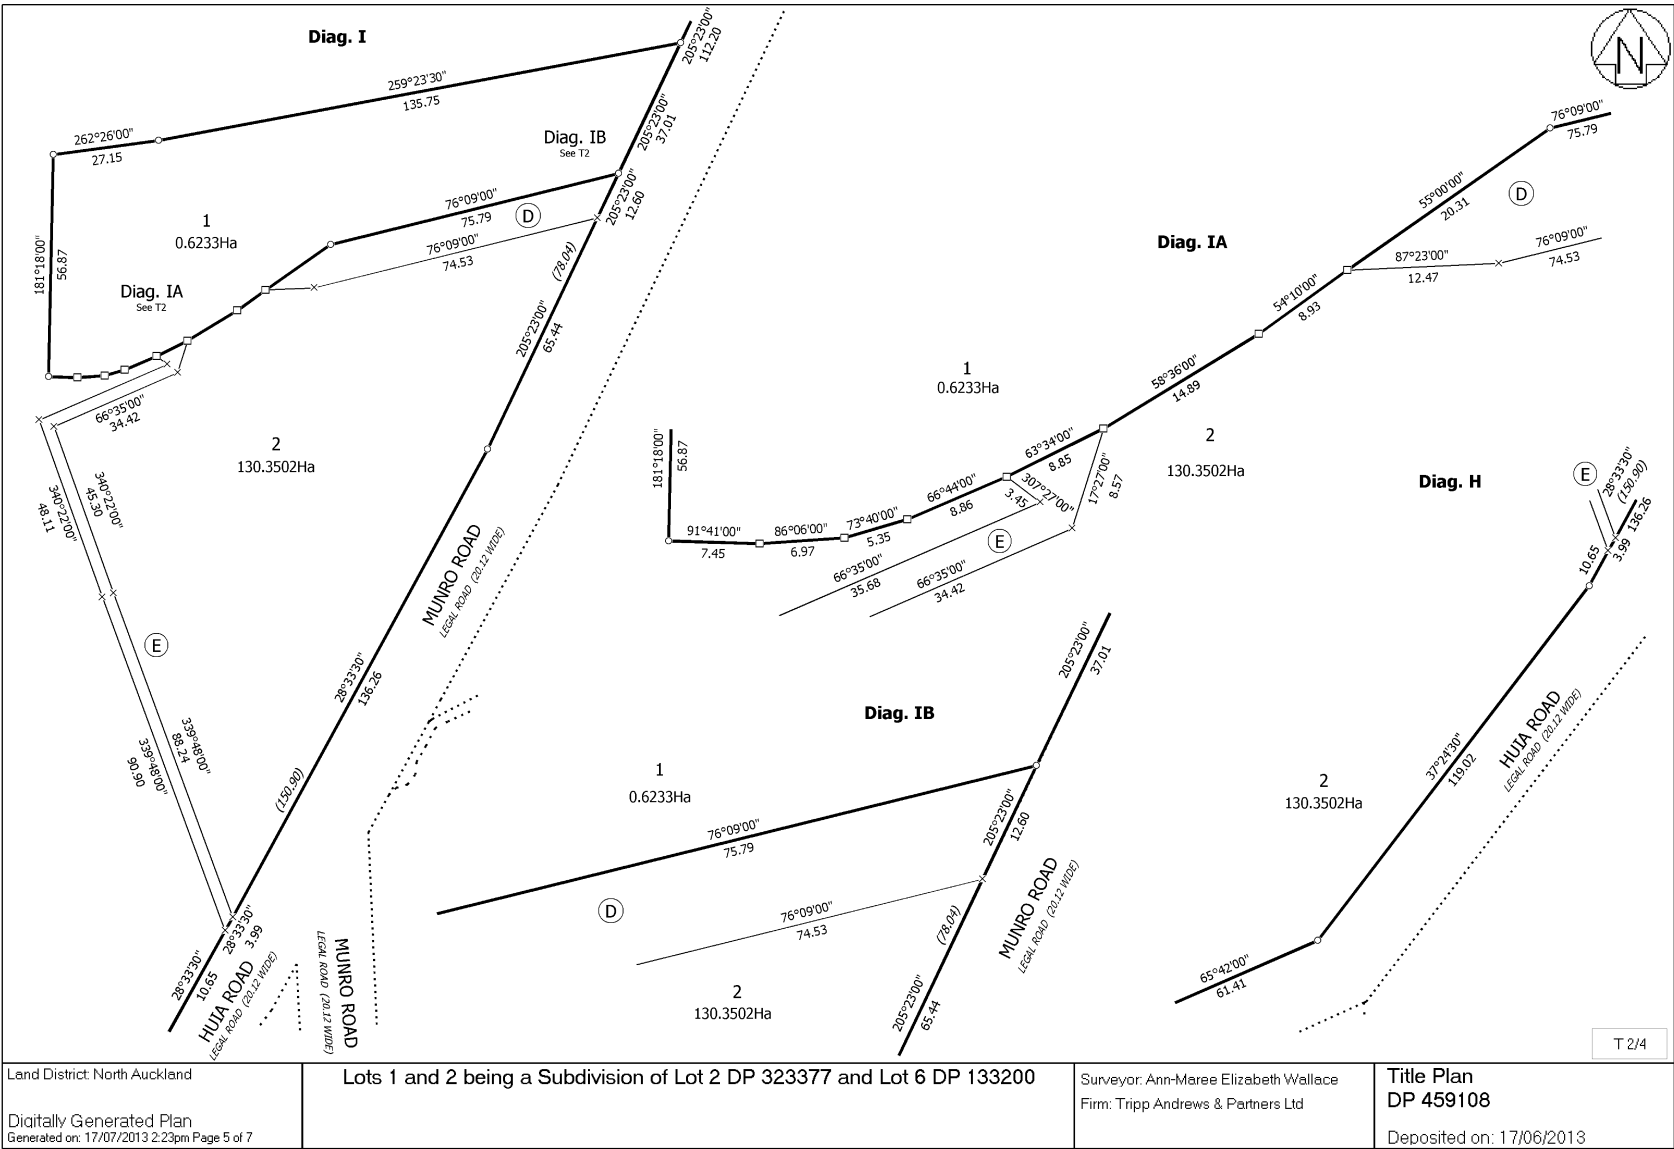 Diag. I
205°23'00"
112.20
259°23'30"
135.75
262°26'00"
27.15
Diag. IB
See T2
205°23'00"
37.01
76°09'00"
75.79
D
205°23'00"
12.60
1
0.6233Ha
76°09'00"
74.53
(78.04)
181°18'00"
56.87
Diag. IA
See T2
205°23'00"
65.44
66°35'00"
34.42
2
130.3502Ha
340°22'00"
45.30
340°22'00"
48.11
MUNRO ROAD
LEGAL ROAD (20.12 WIDE)
E
28°33'30"
136.26
339°48'00"
88.24
339°48'00"
90.90
(150.90)
28°33'30"
3.99
28°33'30"
10.65
HUIA ROAD
LEGAL ROAD (20.12 WIDE)
MUNRO ROAD
LEGAL ROAD (20.12 WIDE)
N
Diag. IA
76°09'00"
75.79
55°00'00"
20.31
D
76°09'00"
74.53
87°23'00"
12.47
54°10'00"
8.93
1
0.6233Ha
58°36'00"
14.89
2
130.3502Ha
63°34'00"
8.85
181°18'00"
56.87
307°27'00"
3.45
17°27'00"
8.57
66°44'00"
8.86
73°40'00"
5.35
86°06'00"
6.97
91°41'00"
7.45
E
66°35'00"
35.68
66°35'00"
34.42
Diag. H
E
28°33'30"
(150.90)
136.26
3.99
10.65
37°24'30"
119.02
HUIA ROAD
LEGAL ROAD (20.12 WIDE)
2
130.3502Ha
65°42'00"
61.41
Diag. IB
205°23'00"
37.01
1
0.6233Ha
76°09'00"
75.79
205°23'00"
12.60
D
76°09'00"
74.53
(78.04)
MUNRO ROAD
LEGAL ROAD (20.12 WIDE)
2
130.3502Ha
205°23'00"
65.44
T 2/4
Land District: North Auckland
Digitally Generated Plan
Generated on: 17/07/2013 2:23pm Page 5 of 7
Lots 1 and 2 being a Subdivision of Lot 2 DP 323377 and Lot 6 DP 133200
Surveyor: Ann-Maree Elizabeth Wallace
Firm: Tripp Andrews & Partners Ltd
Title Plan
DP 459108
Deposited on: 17/06/2013